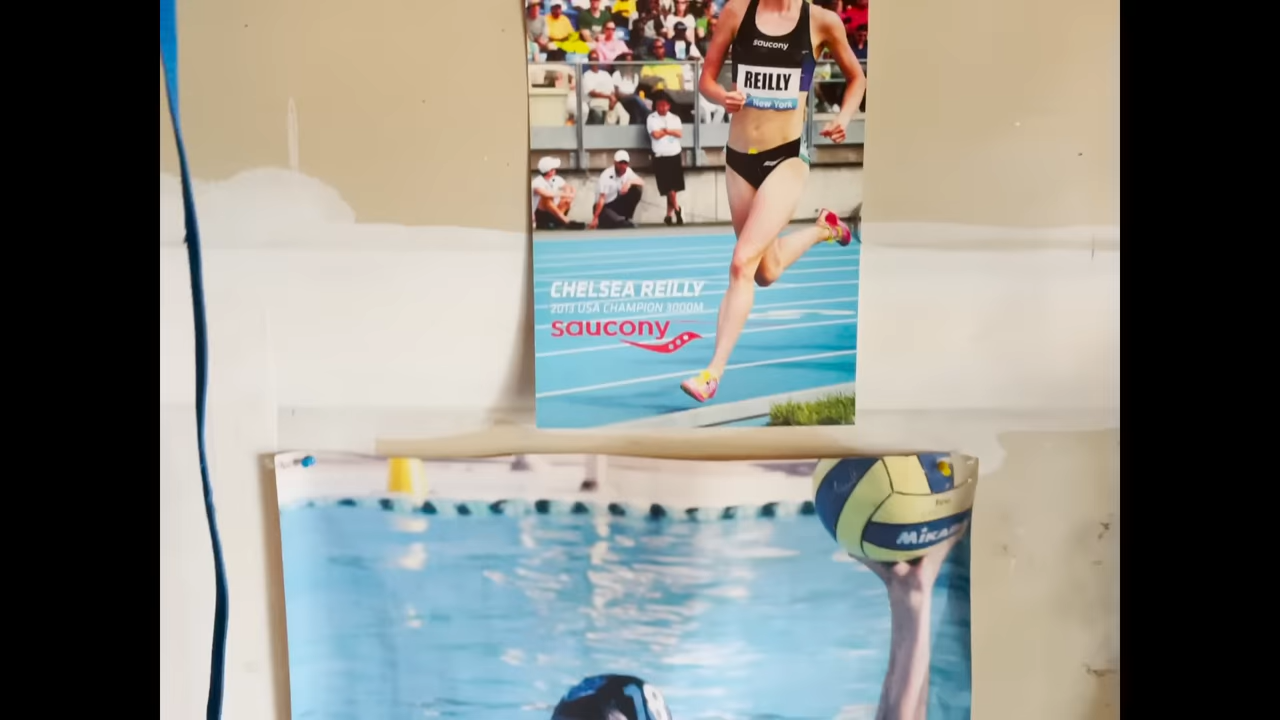 saucony
REILLY
New York
CHELSEA REILLY
2013 USA CHAMPION 3000M
saucony
MIKASA